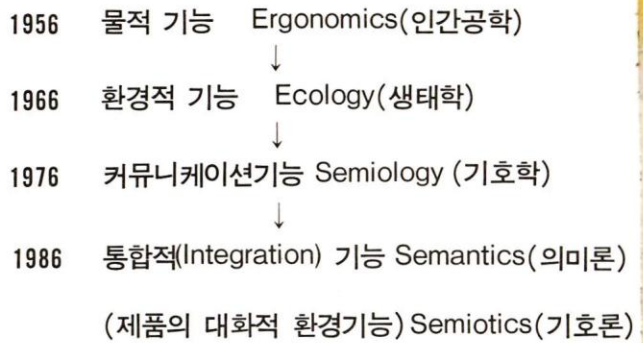 1956 물적 기능 Ergonomics(인간공학)
↓
1966 환경적 기능 Ecology(생태학)
↓
1976 커뮤니케이션기능 Semiology (기호학)
↓
1986 통합적(Integration) 기능 Semantics(의미론)
(제품의 대화적 환경기능) Semiotics(기호론)